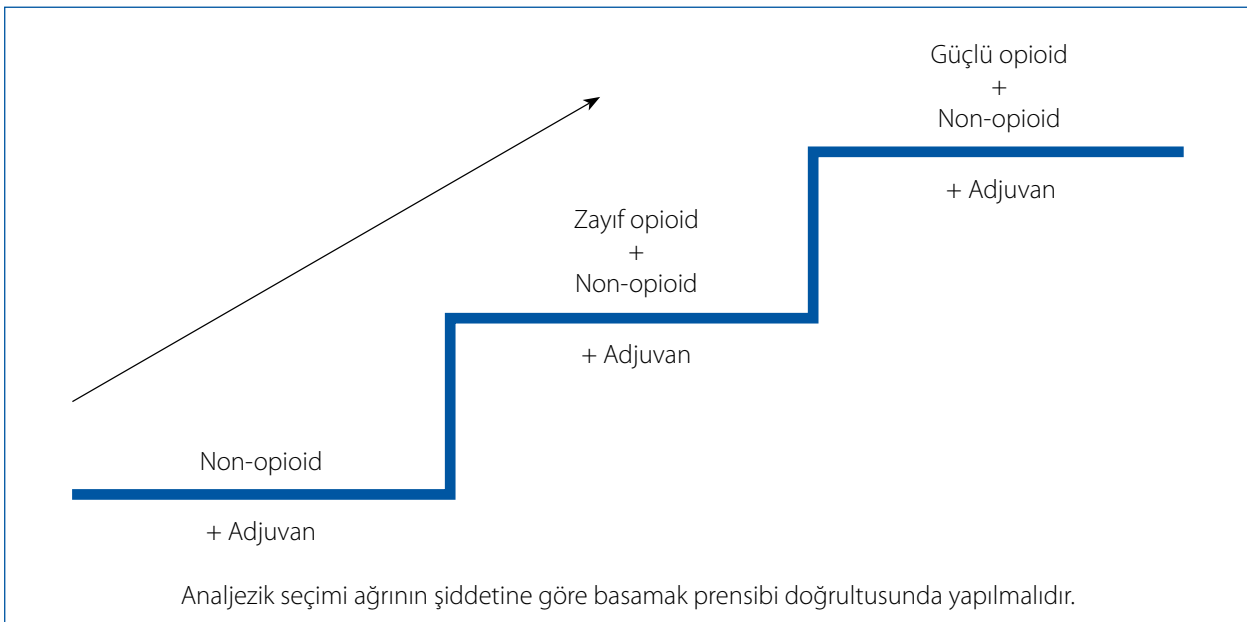 Güçlü opioid
+
Non-opioid
+ Adjuvan
Zayıf opioid
+
Non-opioid
+ Adjuvan
Non-opioid
+ Adjuvan
Analjezik seçimi ağrının şiddetine göre basamak prensibi doğrultusunda yapılmalıdır.